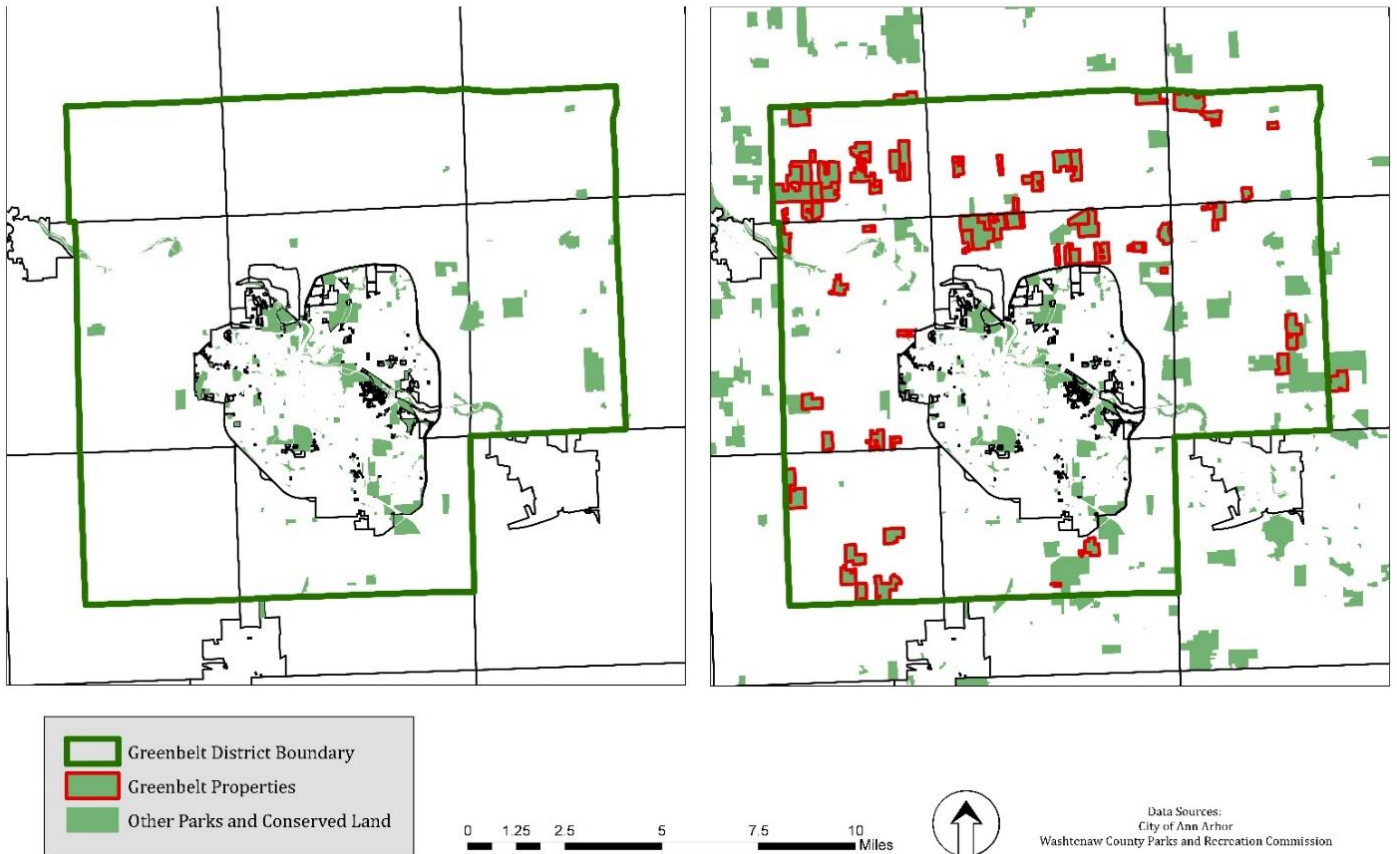 Greenbelt District Boundary
Greenbelt Properties
Other Parks and Conserved Land
0 1.25 2.5 5 7.5 10
Miles
Data Sources:
City of Ann Arbor
Washtenaw County Parks and Recreation Commission